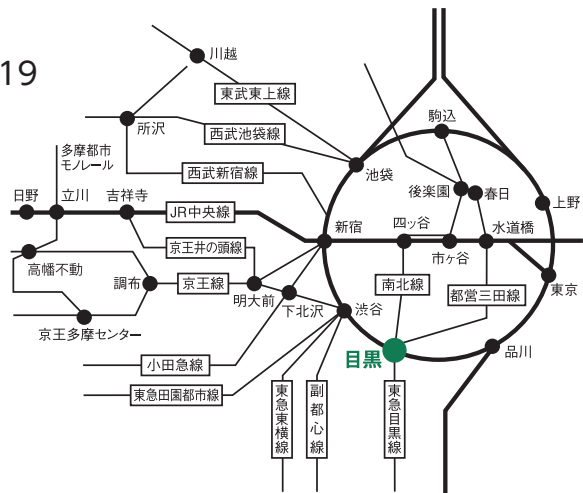 19
川越
東武東上線
駒込
所沢
西武池袋線
多摩都市
モノレール
西武新宿線
池袋
後楽園
春日
日野
立川
吉祥寺
上野
JR中央線
新宿
四ッ谷
水道橋
京王井の頭線
市ヶ谷
高幡不動
調布
京王線
明大前
南北線
東京
下北沢
渋谷
都営三田線
京王多摩センター
目黒
品川
小田急線
東急田園都市線
東急東横線
副都心線
東急目黒線